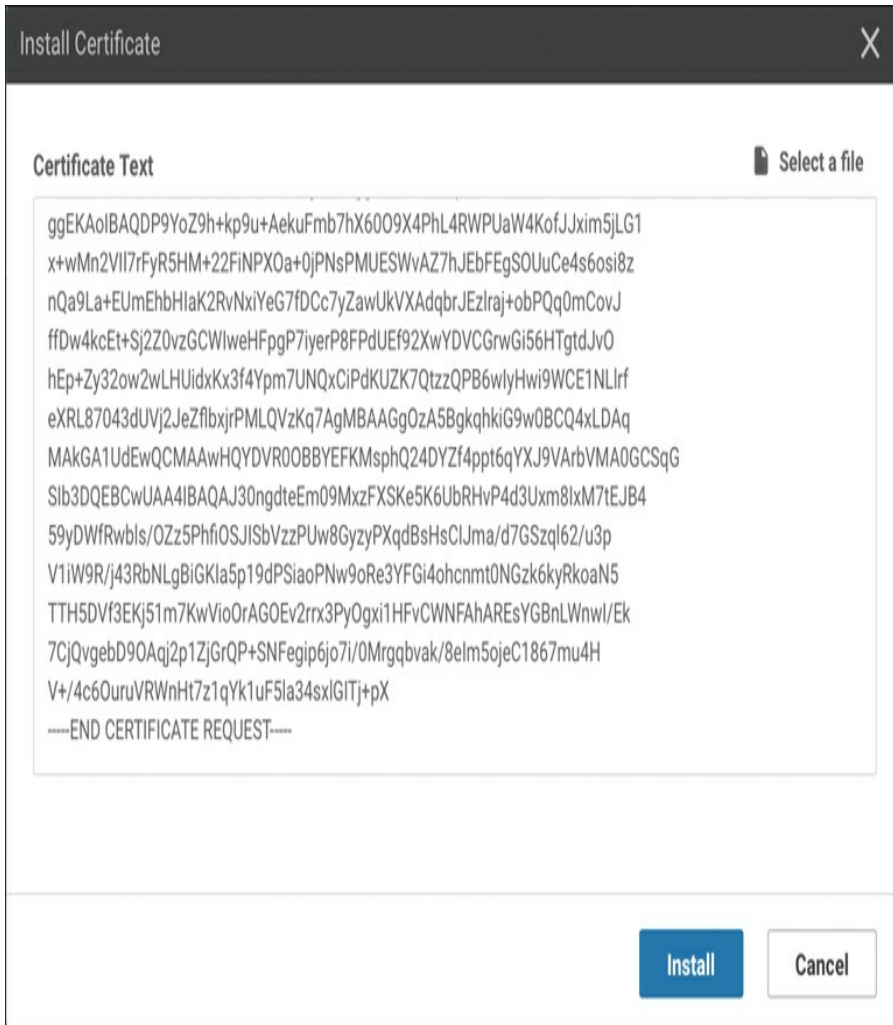 Install Certificate
X
Certificate Text
Select a file
ggEKAoIBAQDP9YoZ9h+kp9u+AekuFmb7hX60O9X4PhL4RWPUaW4KofJJxim5jLG1
x+wMn2VIl7rFyR5HM+22FiNPXOa+0jPNsPMUESWvAZ7hJEbFEgSOUuCe4s6osi8z
nQa9La+EUmEhbHIaK2RvNxiYeG7fDCc7yZawUkVXAdqbrJEzlraj+obPQq0mCovJ
ffDw4kcEt+Sj2Z0vzGCWIweHFpgP7iyerP8FPdUEf92XwYDVCGrwGi56HTgtdJvO
hEp+Zy32ow2wLHUidxKx3f4Ypm7UNQxCiPdKUZK7QtzzQPB6wlyHwi9WCE1NLlrf
eXRL87043dUVj2JeZflbxjrPMLQVzKq7AgMBAAGgOzA5BgkqhkiG9w0BCQ4xLDAq
MAkGA1UdEwQCMAAwHQYDVR0OBBYEFKMsphQ24DYZf4ppt6qYXJ9VArbVMA0GCSqG
SIb3DQEBCwUAA4IBAQAJ30ngdteEm09MxzFXSKe5K6UbRHvP4d3Uxm8IxM7tEJB4
59yDWfRwbls/OZz5PhfiOSJISbVzzPUw8GyzyPXqdBsHsCIJma/d7GSzql62/u3p
V1iW9R/j43RbNLgBiGKIa5p19dPSiaoPNw9oRe3YFGi4ohcnmt0NGzk6kyRkoaN5
TTH5DVf3EKj51m7KwVioOrAGOEv2rrx3PyOgxi1HFvCWNFAhAREsYGBnLWnwI/Ek
7CjQvgebD9OAqj2p1ZjGrQP+SNFegip6jo7i/0Mrgqbvak/8eIm5ojeC1867mu4H
V+/4c6OuruVRWnHt7z1qYk1uF5la34sxlGITj+pX
-----END CERTIFICATE REQUEST-----
Install
Cancel